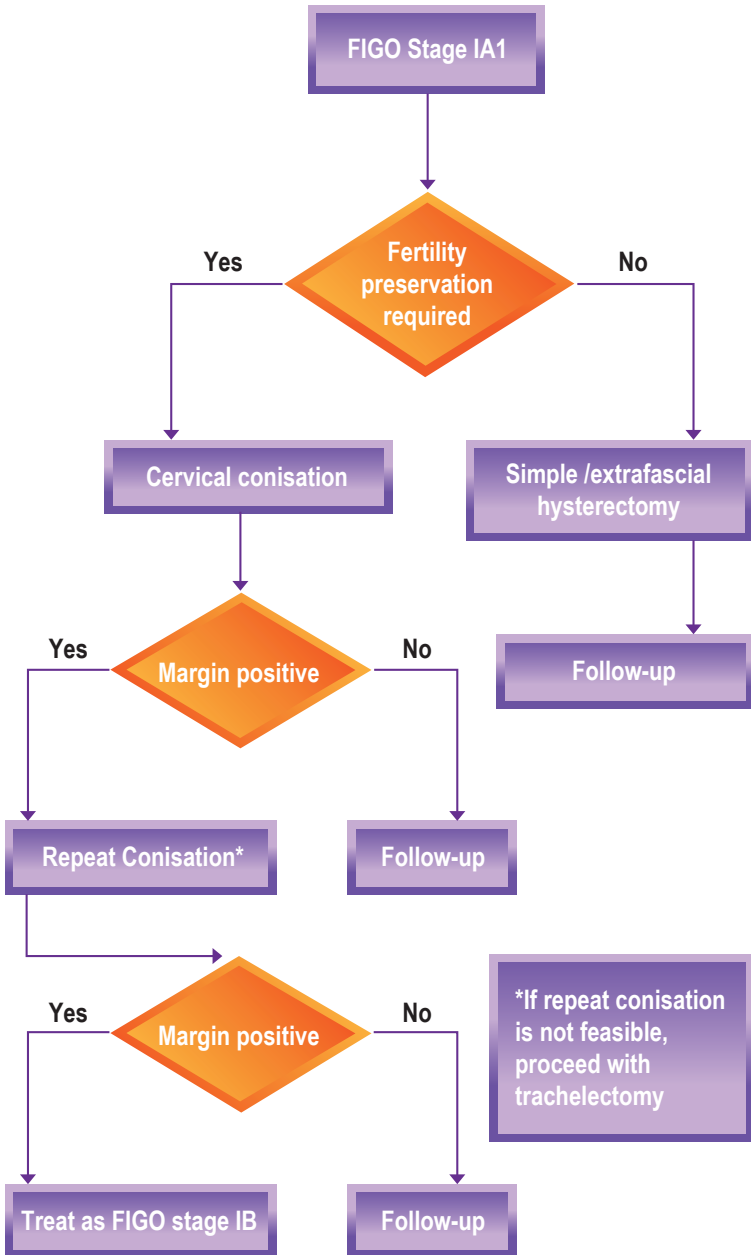 FIGO Stage IA1
Fertility
preservation
required
Yes
No
Cervical conisation
Simple /extrafascial
hysterectomy
Margin positive
Yes
No
Follow-up
Repeat Conisation*
Follow-up
Margin positive
Yes
No
*If repeat conisation
is not feasible,
proceed with
trachelectomy
Treat as FIGO stage IB
Follow-up